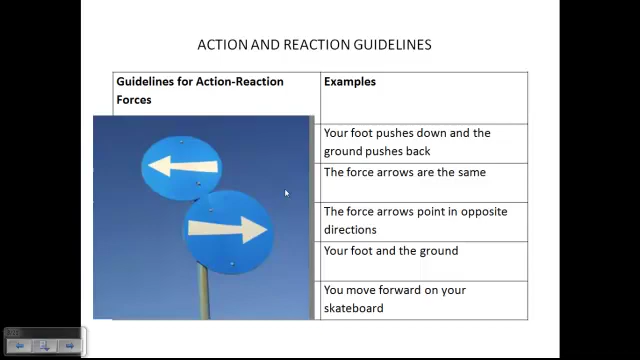 ACTION AND REACTION GUIDELINES
Guidelines for Action-Reaction
Forces
Examples
Your foot pushes down and the
ground pushes back
The force arrows are the same
The force arrows point in opposite
directions
Your foot and the ground
You move forward on your
skateboard